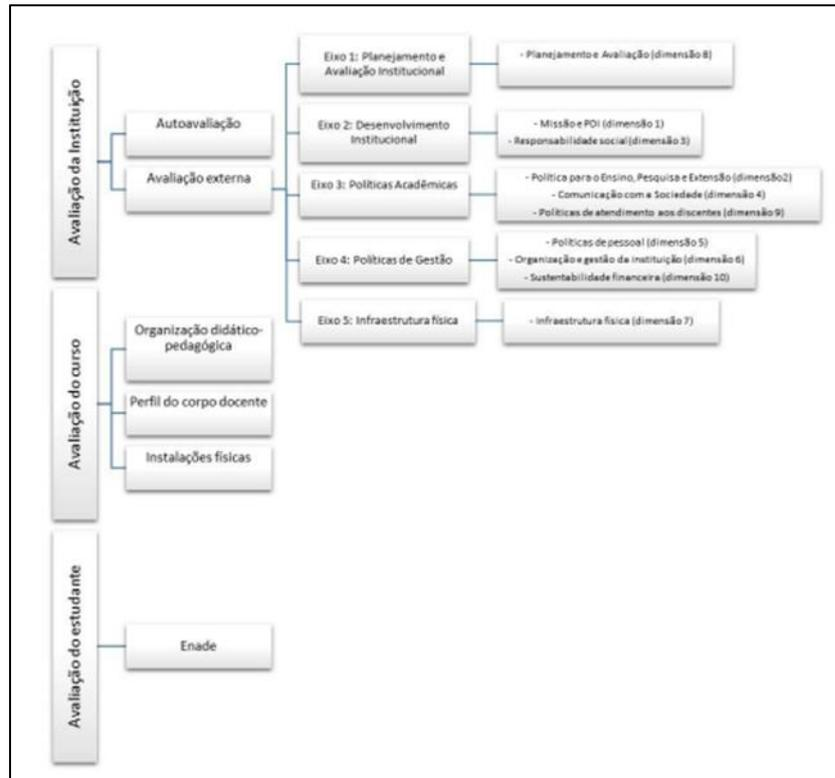 Avaliação da Instituição
Autoavaliação
Avaliação externa
Eixo 1: Planejamento e
Avaliação Institucional
- Planejamento e Avaliação (dimensão 8)
Eixo 2: Desenvolvimento
Institucional
- Missão e PDI (dimensão 1)
- Responsabilidade social (dimensão 3)
Eixo 3: Políticas Acadêmicas
- Política para o Ensino, Pesquisa e Extensão (dimensão2)
- Comunicação com a Sociedade (dimensão 4)
- Políticas de atendimento aos discentes (dimensão 9)
Eixo 4: Políticas de Gestão
- Políticas de pessoal (dimensão 5)
- Organização e gestão da instituição (dimensão 6)
- Sustentabilidade financeira (dimensão 10)
Eixo 5: Infraestrutura física
- Infraestrutura física (dimensão 7)
Avaliação do curso
Organização didático-
pedagógica
Perfil do corpo docente
Instalações físicas
Avaliação do estudante
Enade